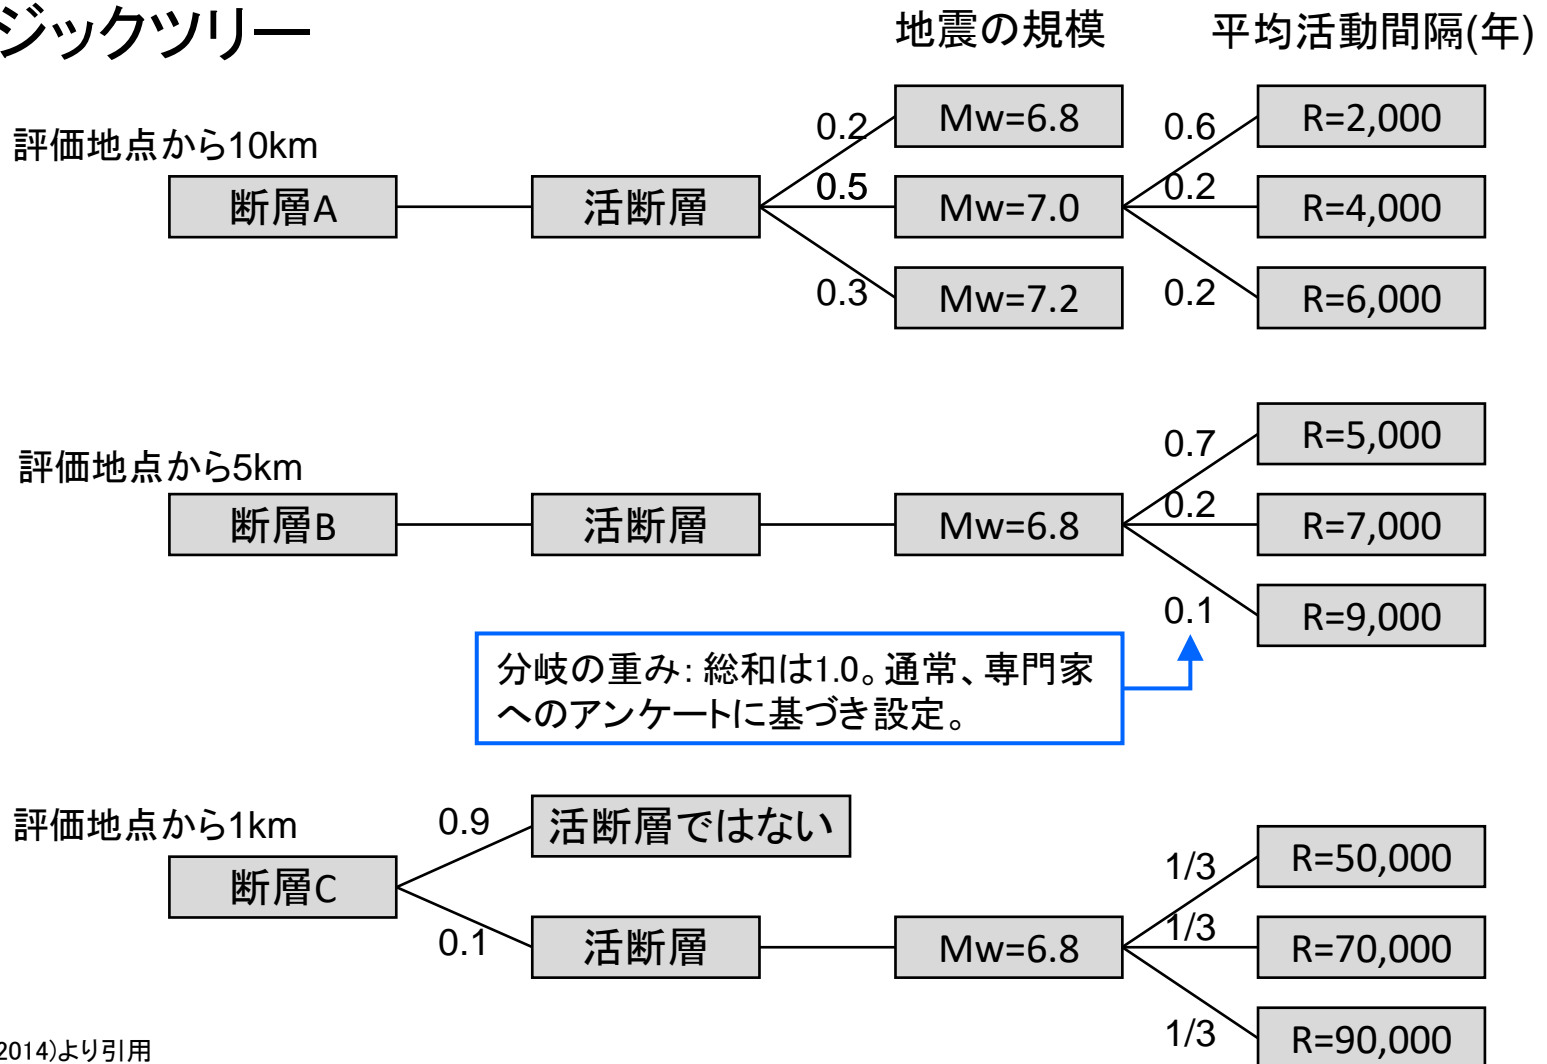 ジックツリー
地震の規模
平均活動間隔(年)
評価地点から10km
断層A
活断層
0.2
0.5
0.3
Mw=6.8
Mw=7.0
Mw=7.2
0.6
0.2
0.2
R=2,000
R=4,000
R=6,000
評価地点から5km
断層B
活断層
Mw=6.8
0.7
0.2
0.1
R=5,000
R=7,000
R=9,000
分岐の重み: 総和は1.0。通常、専門家
へのアンケートに基づき設定。
評価地点から1km
断層C
0.9
0.1
活断層ではない
活断層
Mw=6.8
1/3
1/3
1/3
R=50,000
R=70,000
R=90,000
2014)より引用